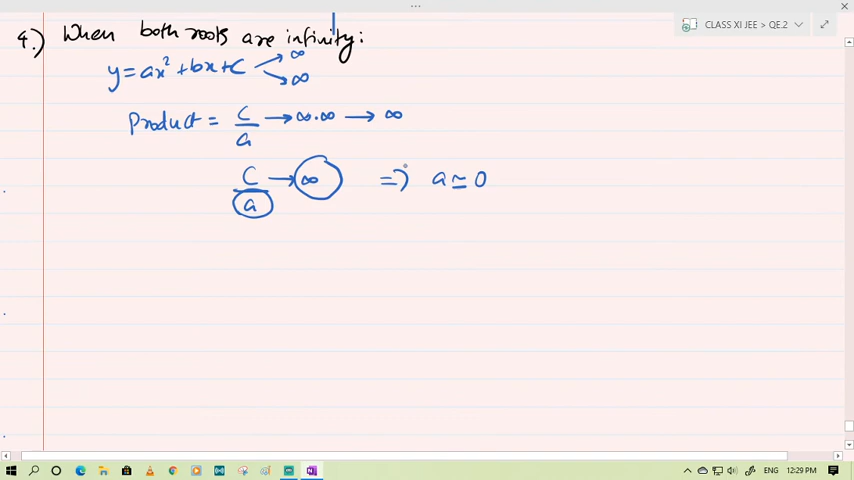 ...
CLASS XI JEE > QE.2
4.) When both roots are infinity:
y = ax² + bx + C → ∞
→ ∞
Product = C/a → ∞.∞ → ∞
C/a → ∞ ⇒ a ≃ 0
ENG 12:29 PM